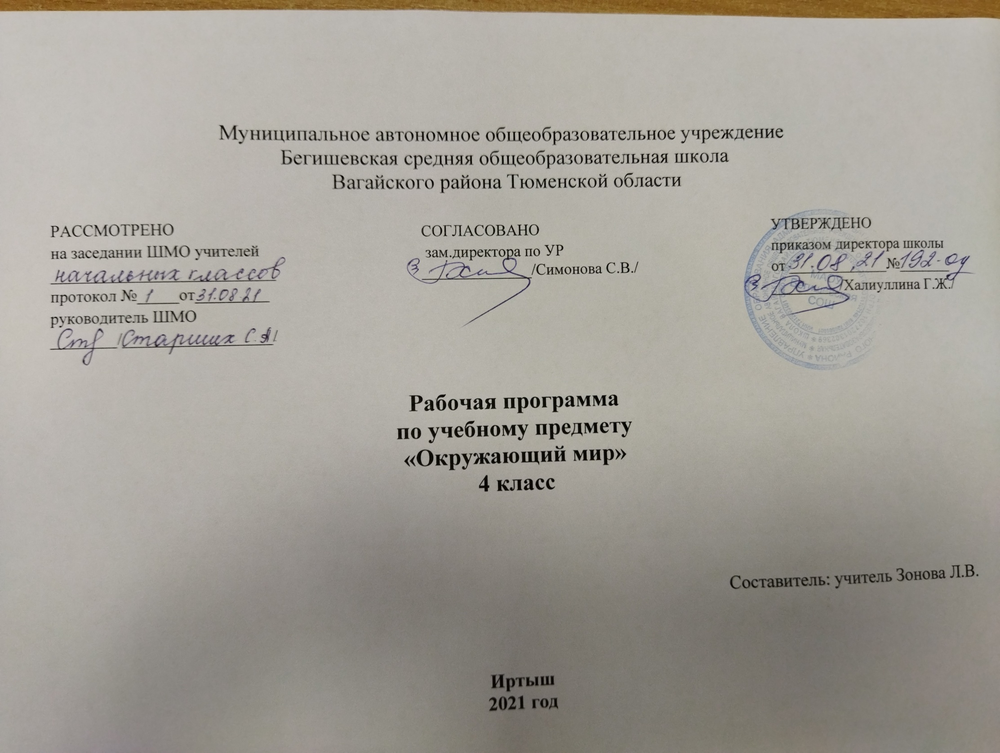 Муниципальное автономное общеобразовательное учреждение
Бегишевская средняя общеобразовательная школа
Вагайского района Тюменской области
РАССМОТРЕНО
на заседании ШМО учителей
начальных классов
протокол № 1 от 31.08.21
руководитель ШМО
/Старших С.А/
СОГЛАСОВАНО
зам.директора по УР
/Симонова С.В./
УТВЕРЖДЕНО
приказом директора школы
от 31.08.21 №192-оу
/Халиуллина Г.Ж./
МАОУ
СОШ
Рабочая программа
по учебному предмету
«Окружающий мир»
4 класс
Составитель: учитель Зонова Л.В.
Иртыш
2021 год